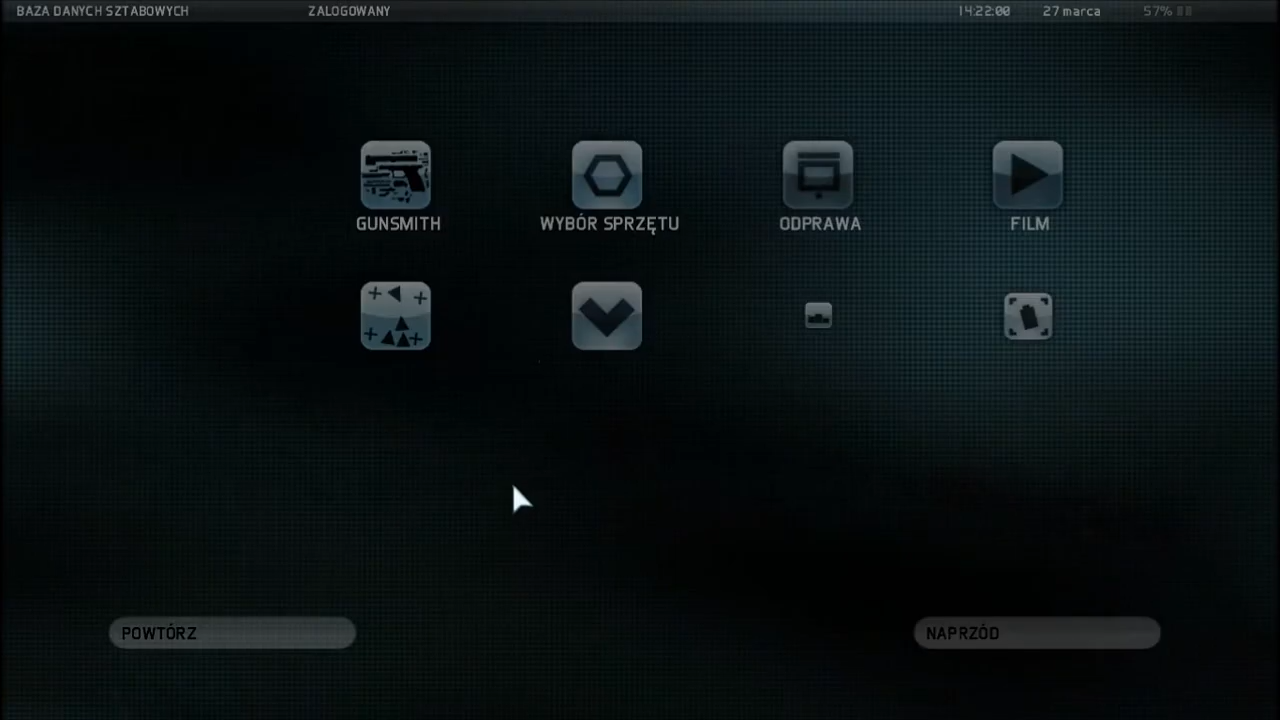 BAZA DANYCH SZTABOWYCH ZALOGOWANY 14:22:00 27 marca 57%
GUNSMITH WYBÓR SPRZĘTU ODPRAWA FILM
POWTÓRZ NAPRZÓD